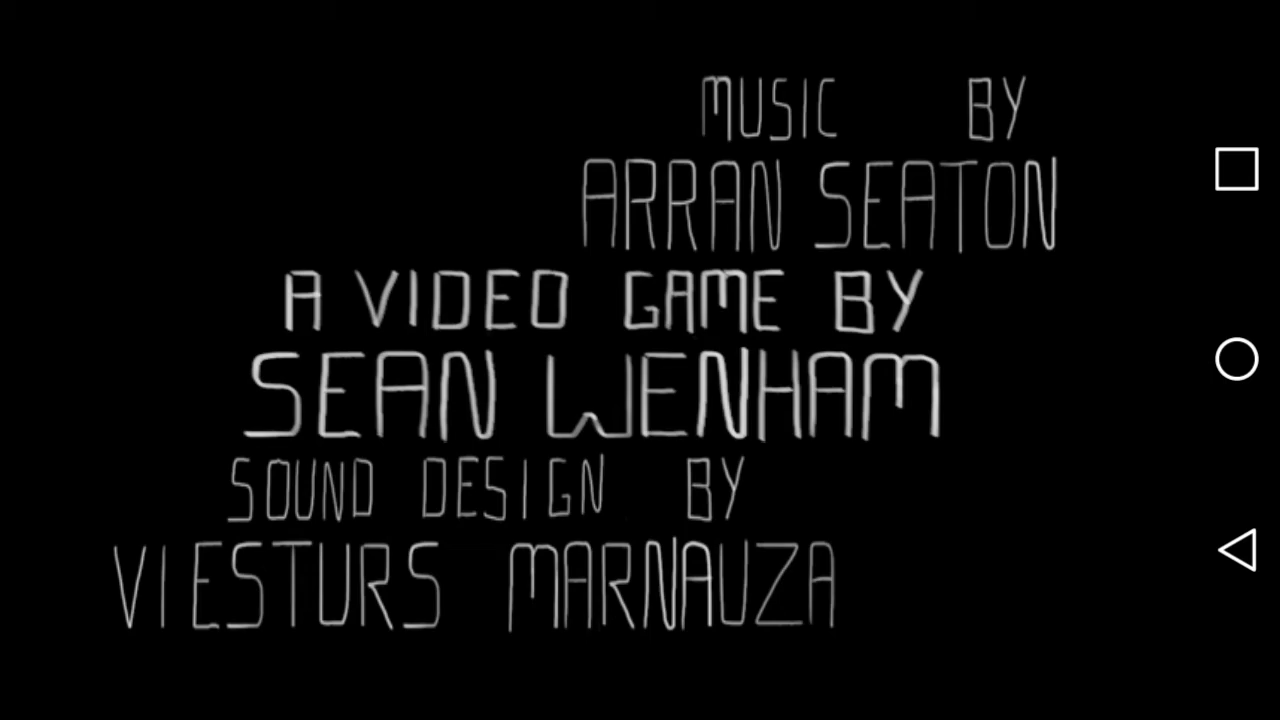 MUSIC BY
ARRAN SEATON
A VIDEO GAME BY
SEAN WENHAM
SOUND DESIGN BY
VIESTURS MARNAUZA